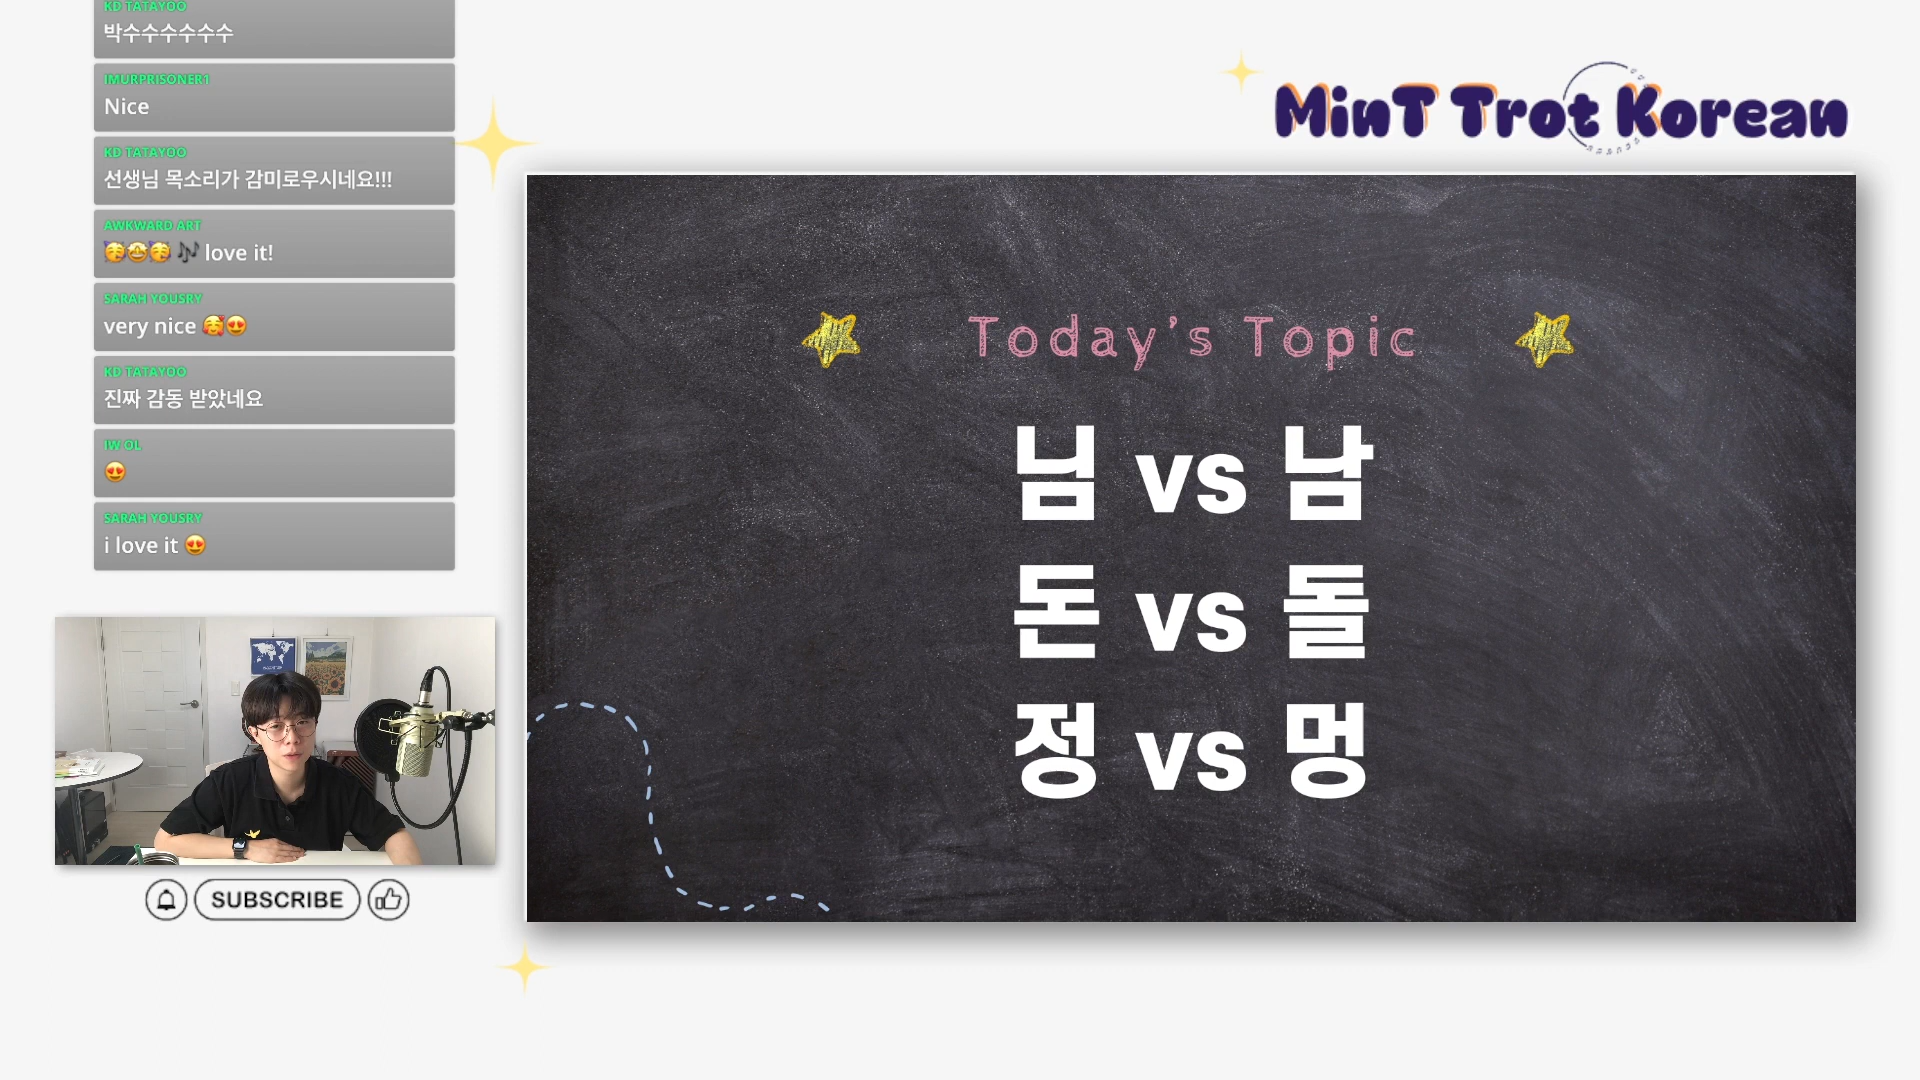 KD TATAYOO
박수수수수수수
IMURPRISONER1
Nice
KD TATAYOO
선생님 목소리가 감미로우시네요!!!
AWKWARD ART
🥳🤩🥳 🎶 love it!
SARAH YOUSRY
very nice 🥰😍
KD TATAYOO
진짜 감동 받았네요
IW OL
😍
SARAH YOUSRY
i love it 😍
SUBSCRIBE
MinT Trot Korean
Today's Topic
님 vs 남
돈 vs 돌
정 vs 멍